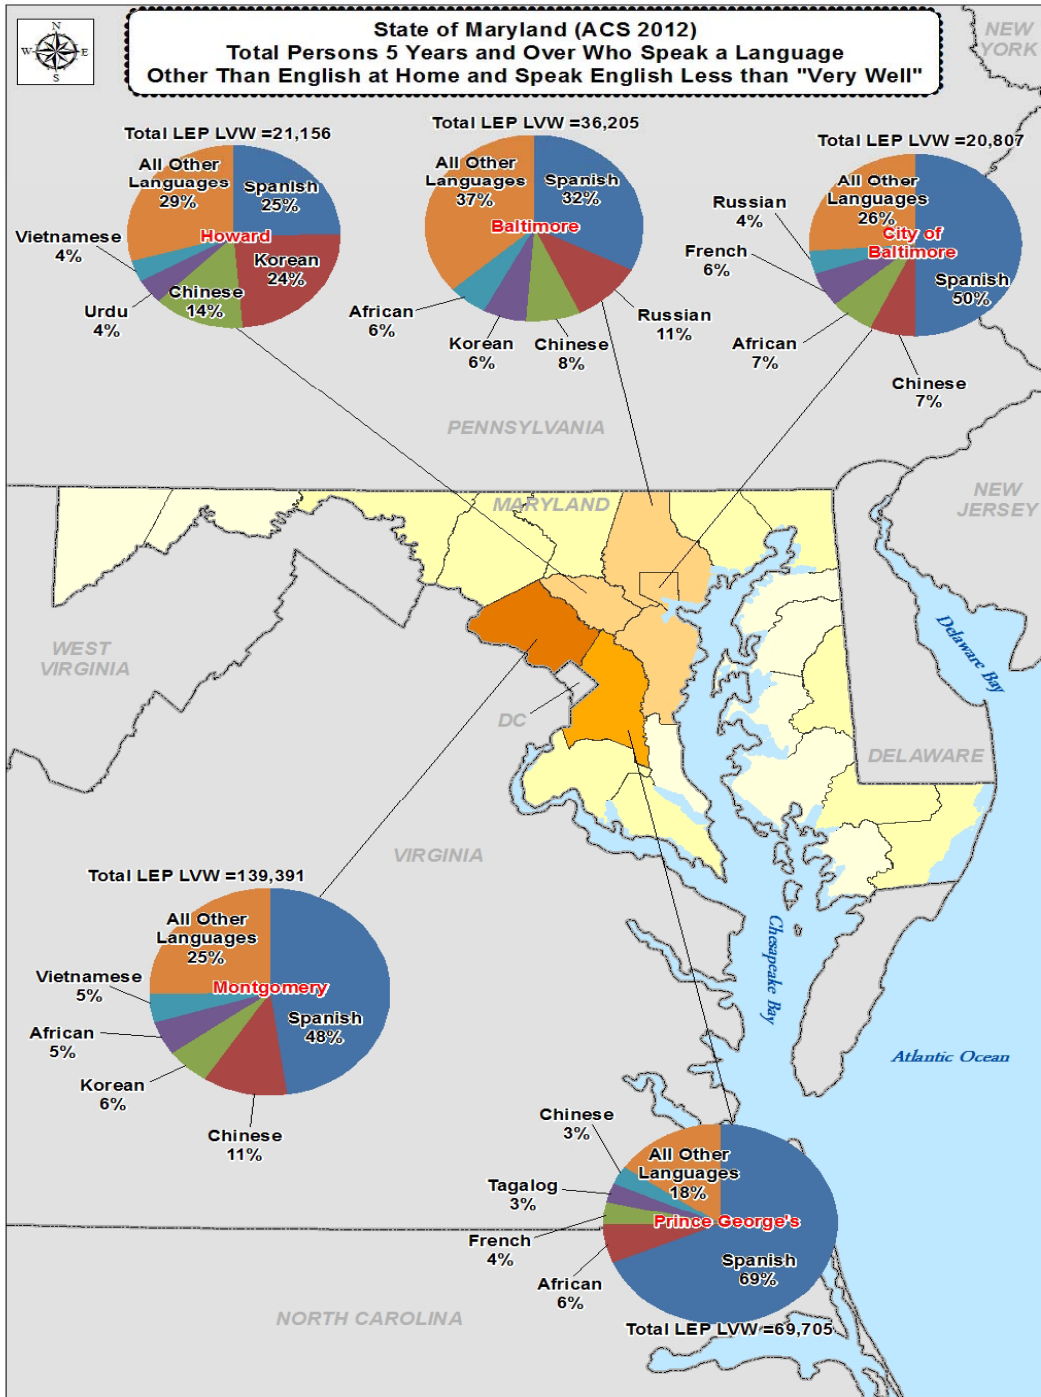 State of Maryland (ACS 2012)
Total Persons 5 Years and Over Who Speak a Language
Other Than English at Home and Speak English Less than "Very Well"
N
W
E
S
NEW
YORK
Total LEP LVW =21,156
All Other
Languages
29%
Spanish
25%
Howard
Korean
24%
Chinese
14%
Urdu
4%
Vietnamese
4%
Total LEP LVW =36,205
All Other
Languages
37%
Spanish
32%
Baltimore
Russian
11%
Chinese
8%
Korean
6%
African
6%
Total LEP LVW =20,807
All Other
Languages
26%
City of
Baltimore
Spanish
50%
Chinese
7%
African
7%
French
6%
Russian
4%
PENNSYLVANIA
MARYLAND
NEW
JERSEY
WEST
VIRGINIA
DC
Delaware Bay
DELAWARE
VIRGINIA
Chesapeake Bay
Atlantic Ocean
Total LEP LVW =139,391
All Other
Languages
25%
Montgomery
Spanish
48%
Vietnamese
5%
African
5%
Korean
6%
Chinese
11%
Chinese
3%
All Other
Languages
18%
Tagalog
3%
Prince George's
French
4%
Spanish
69%
African
6%
Total LEP LVW =69,705
NORTH CAROLINA